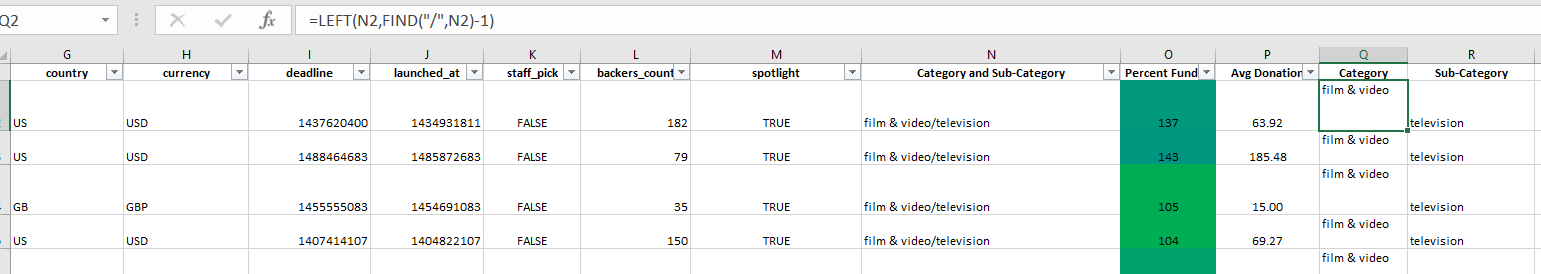 Q2 =LEFT(N2,FIND("/",N2)-1)
G H I J K L M N O P Q R
country currency deadline launched_at staff_pick backers_count spotlight Category and Sub-Category Percent Fund Avg Donation Category Sub-Category
film & video
US USD 1437620400 1434931811 FALSE 182 TRUE film & video/television 137 63.92 television
film & video
US USD 1488464683 1485872683 FALSE 79 TRUE film & video/television 143 185.48 television
film & video
GB GBP 1455555083 1454691083 FALSE 35 TRUE film & video/television 105 15.00 television
film & video
US USD 1407414107 1404822107 FALSE 150 TRUE film & video/television 104 69.27 television
film & video